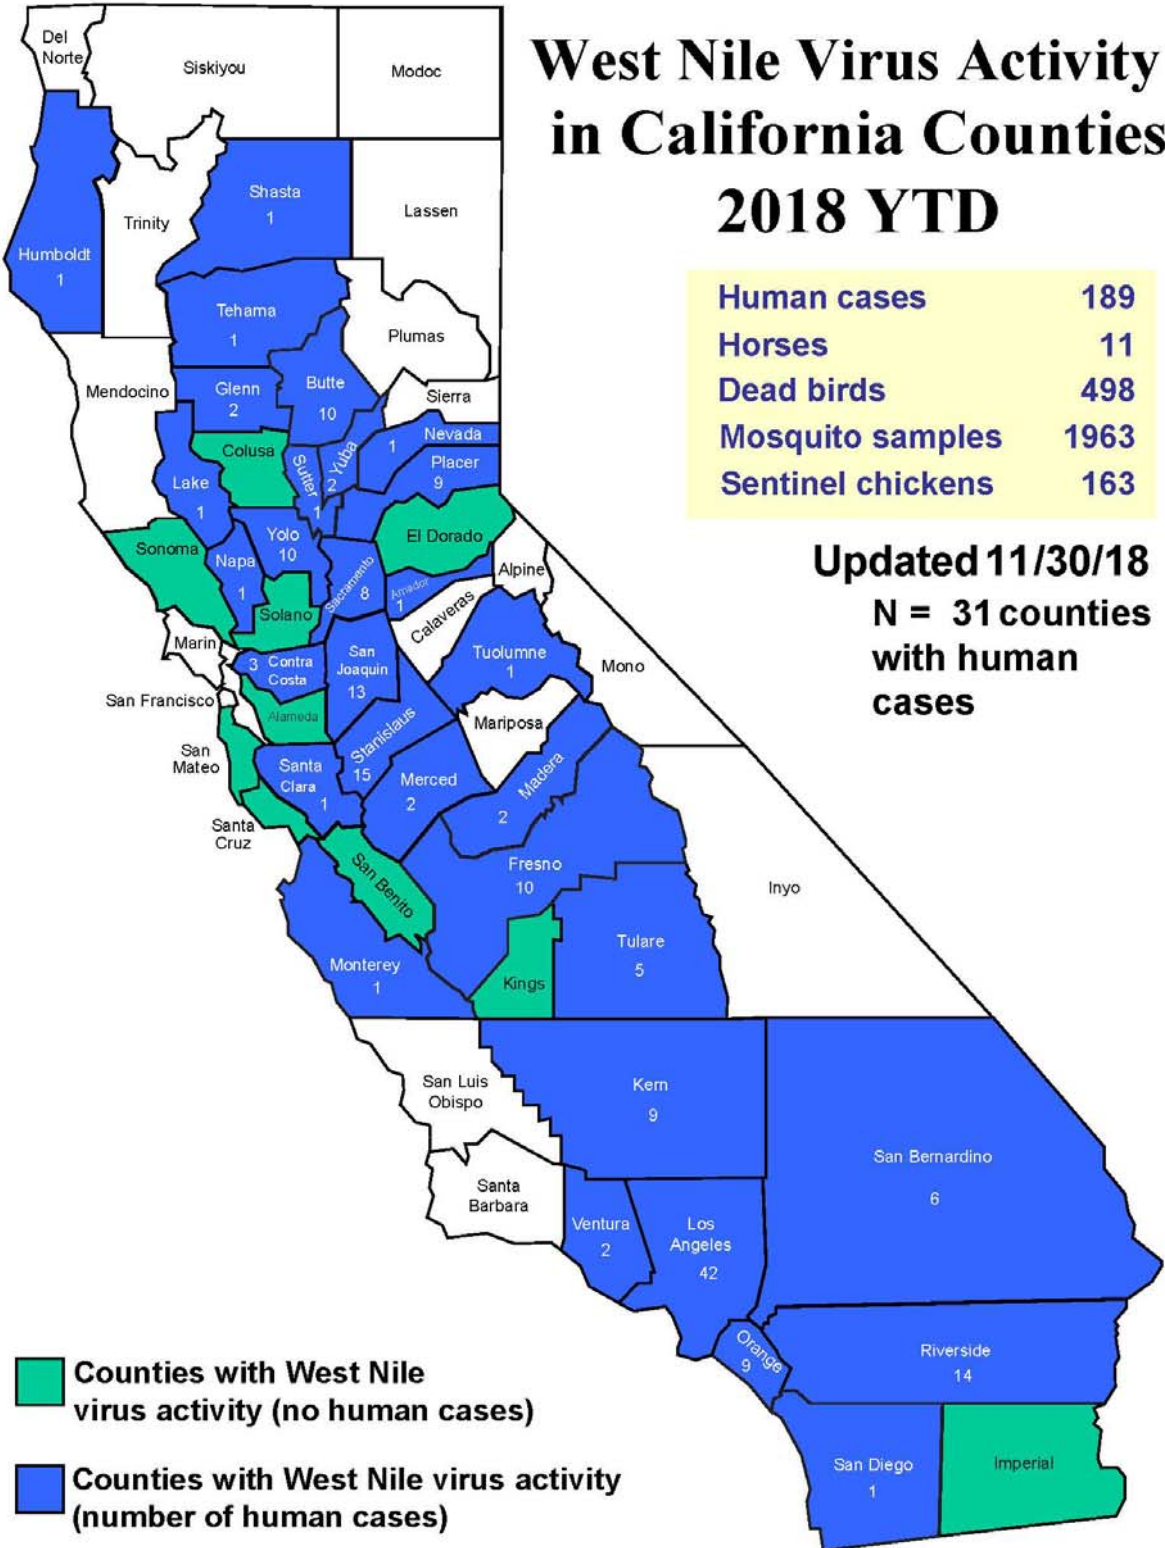 West Nile Virus Activity
in California Counties
2018 YTD
Human cases 189
Horses 11
Dead birds 498
Mosquito samples 1963
Sentinel chickens 163
Updated 11/30/18
N = 31 counties
with human
cases
Del
Norte
Siskiyou
Modoc
Shasta
1
Trinity
Lassen
Humboldt
1
Tehama
1
Plumas
Mendocino
Glenn
2
Butte
10
Sierra
Colusa
Sutter
1
Yuba
2
1 Nevada
Placer
9
Lake
1
Sonoma
Napa
1
Yolo
10
Sacramento
8
El Dorado
Amador
1
Alpine
Solano
Calaveras
Marin
3 Contra
Costa
San
Joaquin
13
Tuolumne
1
Mono
San Francisco
Alameda
Stanislaus
15
Mariposa
San
Mateo
Santa
Clara
1
Merced
2
Madera
2
Santa
Cruz
San Benito
Fresno
10
Inyo
Monterey
1
Kings
Tulare
5
San Luis
Obispo
Kern
9
San Bernardino
6
Santa
Barbara
Ventura
2
Los
Angeles
42
Orange
9
Riverside
14
San Diego
1
Imperial
Counties with West Nile
virus activity (no human cases)
Counties with West Nile virus activity
(number of human cases)